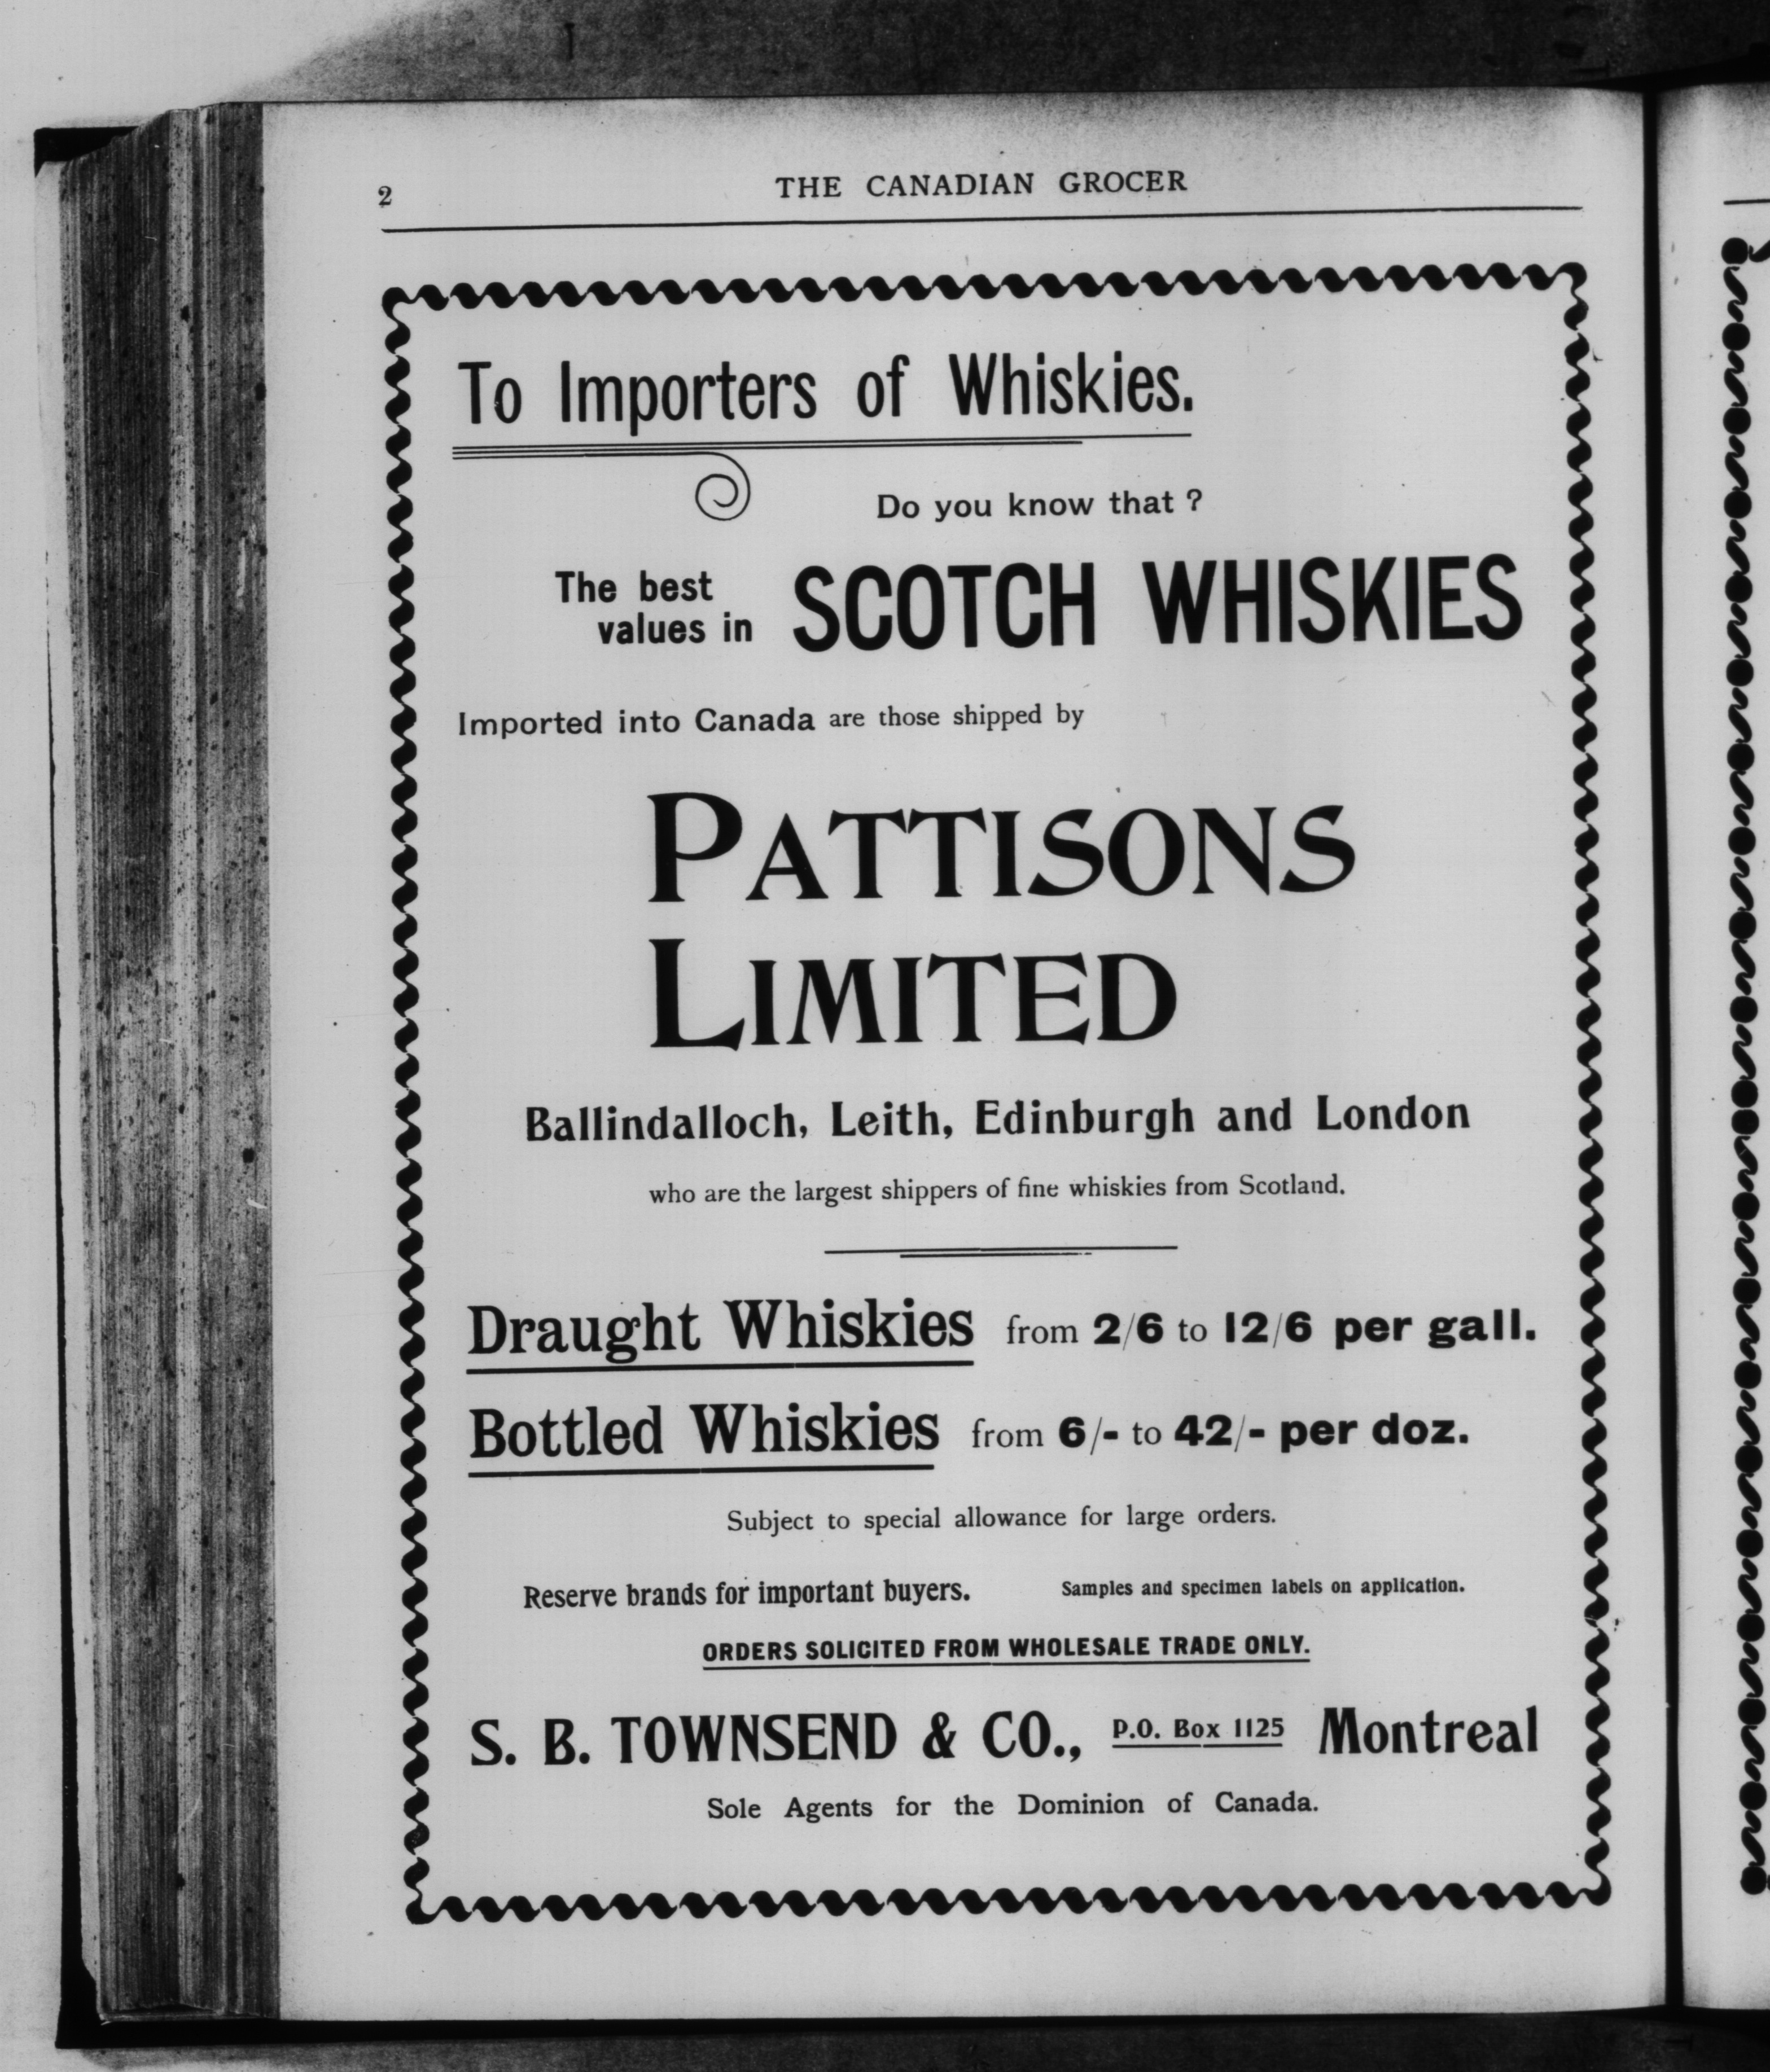 2
THE CANADIAN GROCER
To Importers of Whiskies.
Do you know that ?
The best
values in
SCOTCH WHISKIES
Imported into Canada are those shipped by
PATTISONS
LIMITED
Ballindalloch, Leith, Edinburgh and London
who are the largest shippers of fine whiskies from Scotland.
Draught Whiskies from 2/6 to 12/6 per gall.
Bottled Whiskies from 6/- to 42/- per doz.
Subject to special allowance for large orders.
Reserve brands for important buyers. Samples and specimen labels on application.
ORDERS SOLICITED FROM WHOLESALE TRADE ONLY.
S. B. TOWNSEND & CO., P.O. Box 1125 Montreal
Sole Agents for the Dominion of Canada.